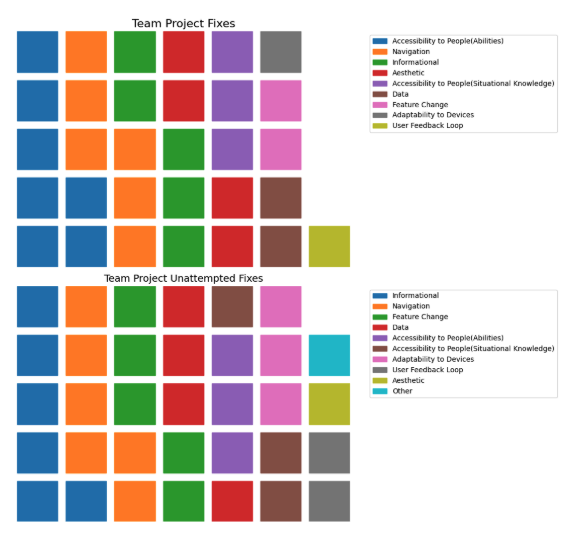 Team Project Fixes
Accessibility to People(Abilities)
Navigation
Informational
Aesthetic
Accessibility to People(Situational Knowledge)
Data
Feature Change
Adaptability to Devices
User Feedback Loop
Team Project Unattempted Fixes
Informational
Navigation
Feature Change
Data
Accessibility to People(Abilities)
Accessibility to People(Situational Knowledge)
Adaptability to Devices
User Feedback Loop
Aesthetic
Other